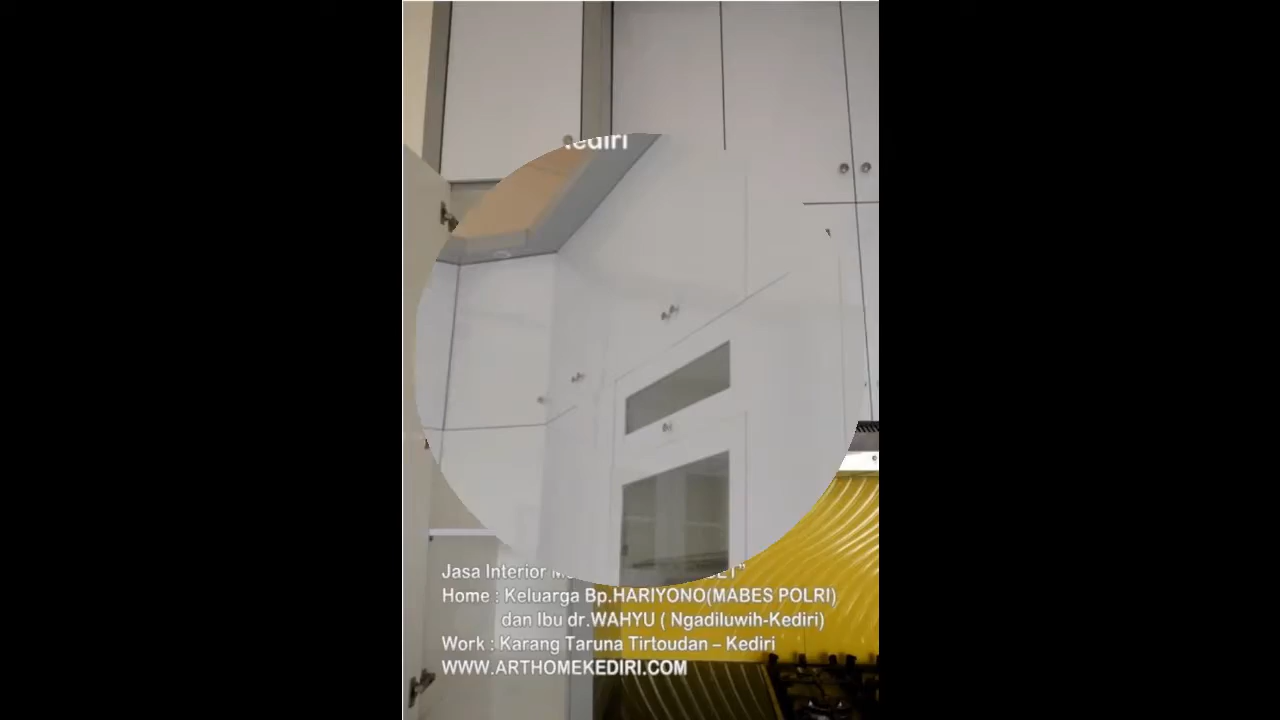 Kediri
Jasa Interior
Home : Keluarga Bp.HARIYONO(MABES POLRI)
dan Ibu dr.WAHYU ( Ngadiluwih-Kediri)
Work : Karang Taruna Tirtoudan – Kediri
WWW.ARTHOMEKEDIRI.COM